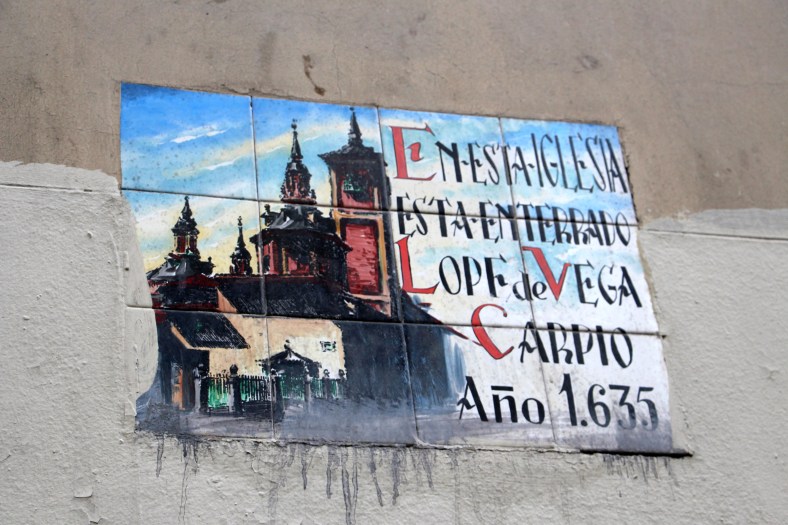 EN·ESTA·IGLESIA
ESTA·ENTERRADO
LOPE de VEGA
CARPIO
Año 1.635